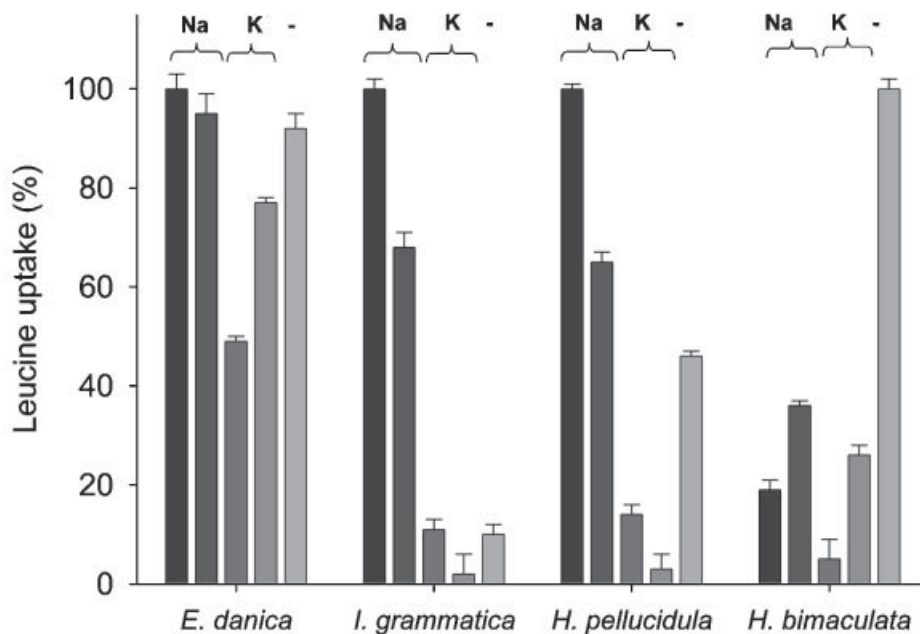 Na K - Na K - Na K - Na K -
100
80
60
40
20
0
Leucine uptake (%)
E. danica I. grammatica H. pellucidula H. bimaculata